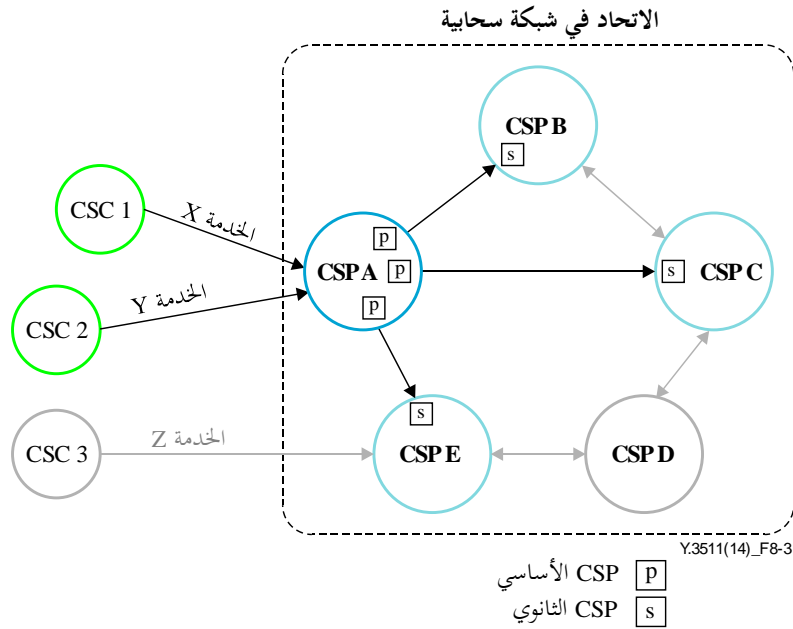 الاتحاد في شبكة سحابية
CSP B
s
CSC 1
الخدمة X
p
CSP A
p
s
CSP C
الخدمة Y
p
CSC 2
s
الخدمة Z
CSC 3
CSP E
CSP D
Y.3511(14)_F8-3
p CSP الأساسي
s CSP الثانوي